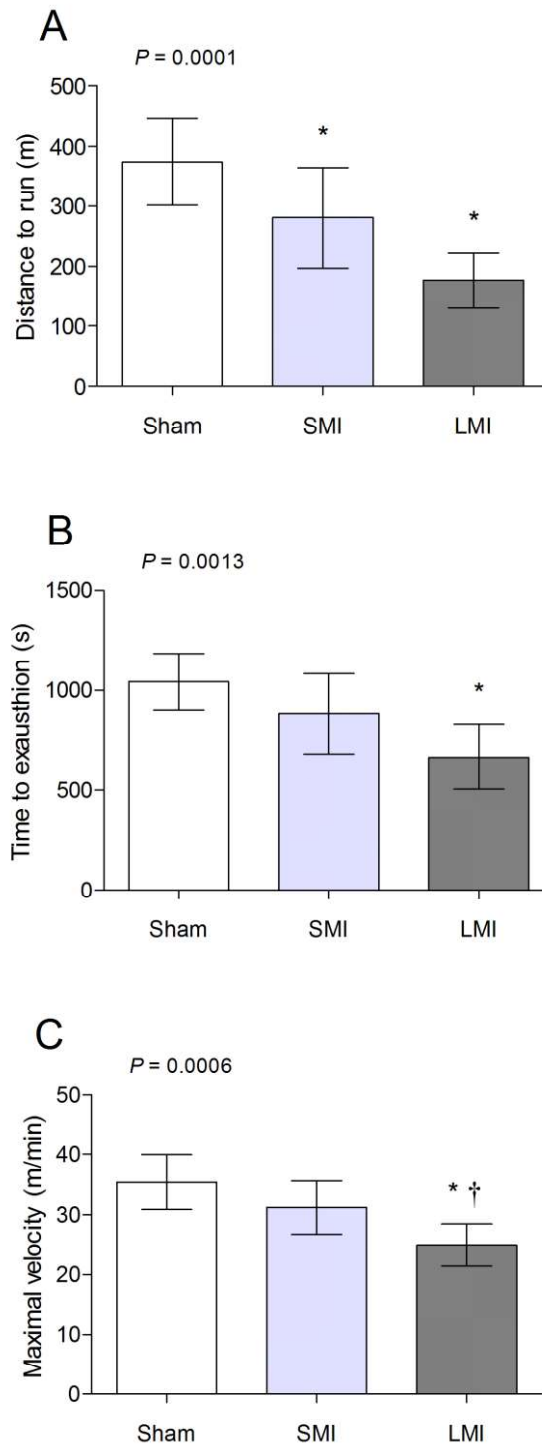 A
P = 0.0001
Distance to run (m)
500
400
300
200
100
0
*
*
Sham SMI LMI
B
P = 0.0013
Time to exausthion (s)
1500
1000
500
0
*
Sham SMI LMI
C
P = 0.0006
Maximal velocity (m/min)
50
40
30
20
10
0
* †
Sham SMI LMI